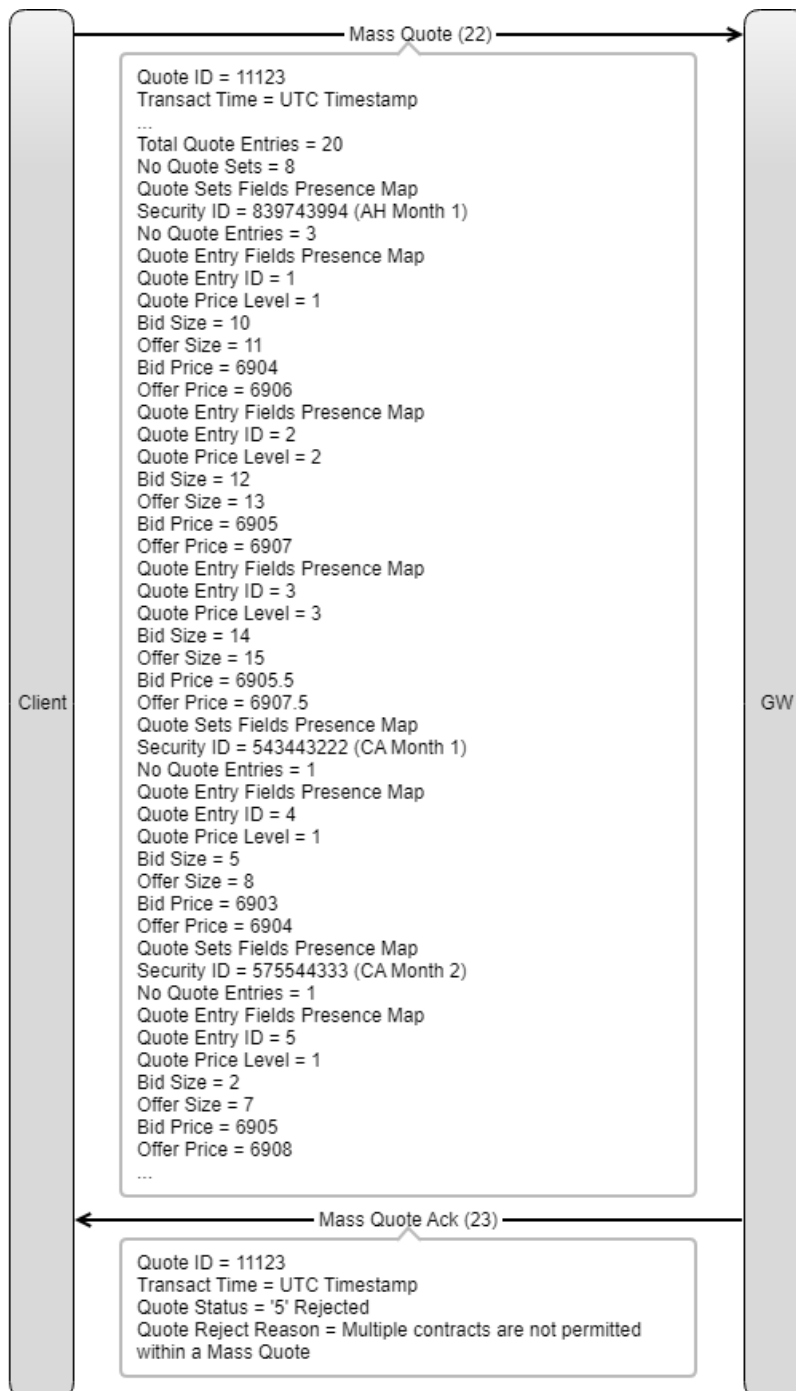 Mass Quote (22)
Quote ID = 11123
Transact Time = UTC Timestamp
...
Total Quote Entries = 20
No Quote Sets = 8
Quote Sets Fields Presence Map
Security ID = 839743994 (AH Month 1)
No Quote Entries = 3
Quote Entry Fields Presence Map
Quote Entry ID = 1
Quote Price Level = 1
Bid Size = 10
Offer Size = 11
Bid Price = 6904
Offer Price = 6906
Quote Entry Fields Presence Map
Quote Entry ID = 2
Quote Price Level = 2
Bid Size = 12
Offer Size = 13
Bid Price = 6905
Offer Price = 6907
Quote Entry Fields Presence Map
Quote Entry ID = 3
Quote Price Level = 3
Bid Size = 14
Offer Size = 15
Bid Price = 6905.5
Offer Price = 6907.5
Quote Sets Fields Presence Map
Security ID = 543443222 (CA Month 1)
No Quote Entries = 1
Quote Entry Fields Presence Map
Quote Entry ID = 4
Quote Price Level = 1
Bid Size = 5
Offer Size = 8
Bid Price = 6903
Offer Price = 6904
Quote Sets Fields Presence Map
Security ID = 575544333 (CA Month 2)
No Quote Entries = 1
Quote Entry Fields Presence Map
Quote Entry ID = 5
Quote Price Level = 1
Bid Size = 2
Offer Size = 7
Bid Price = 6905
Offer Price = 6908
...
Client
GW
Mass Quote Ack (23)
Quote ID = 11123
Transact Time = UTC Timestamp
Quote Status = '5' Rejected
Quote Reject Reason = Multiple contracts are not permitted
within a Mass Quote